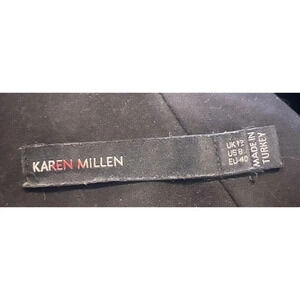 KAREN MILLEN
UK 12
US 8
EU 40
MADE IN
TURKEY